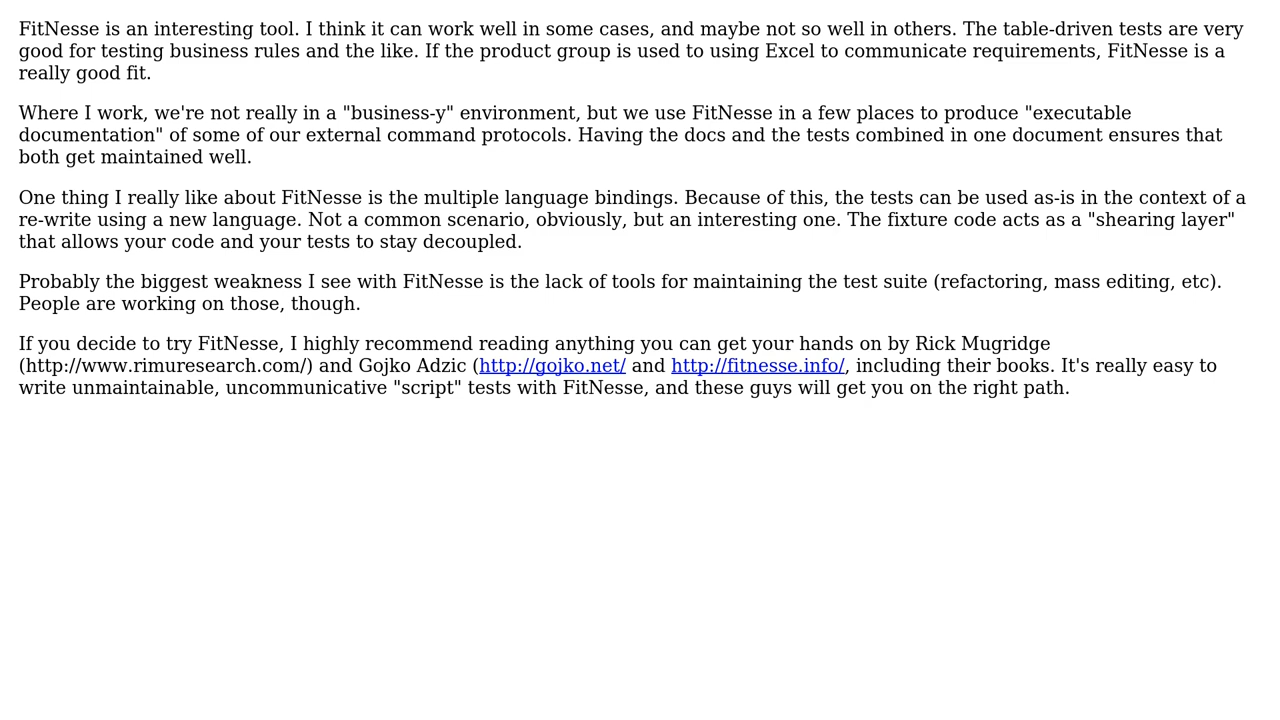 FitNesse is an interesting tool. I think it can work well in some cases, and maybe not so well in others. The table-driven tests are very
good for testing business rules and the like. If the product group is used to using Excel to communicate requirements, FitNesse is a
really good fit.
Where I work, we're not really in a "business-y" environment, but we use FitNesse in a few places to produce "executable
documentation" of some of our external command protocols. Having the docs and the tests combined in one document ensures that
both get maintained well.
One thing I really like about FitNesse is the multiple language bindings. Because of this, the tests can be used as-is in the context of a
re-write using a new language. Not a common scenario, obviously, but an interesting one. The fixture code acts as a "shearing layer"
that allows your code and your tests to stay decoupled.
Probably the biggest weakness I see with FitNesse is the lack of tools for maintaining the test suite (refactoring, mass editing, etc).
People are working on those, though.
If you decide to try FitNesse, I highly recommend reading anything you can get your hands on by Rick Mugridge
(http://www.rimuresearch.com/) and Gojko Adzic (http://gojko.net/ and http://fitnesse.info/, including their books. It's really easy to
write unmaintainable, uncommunicative "script" tests with FitNesse, and these guys will get you on the right path.